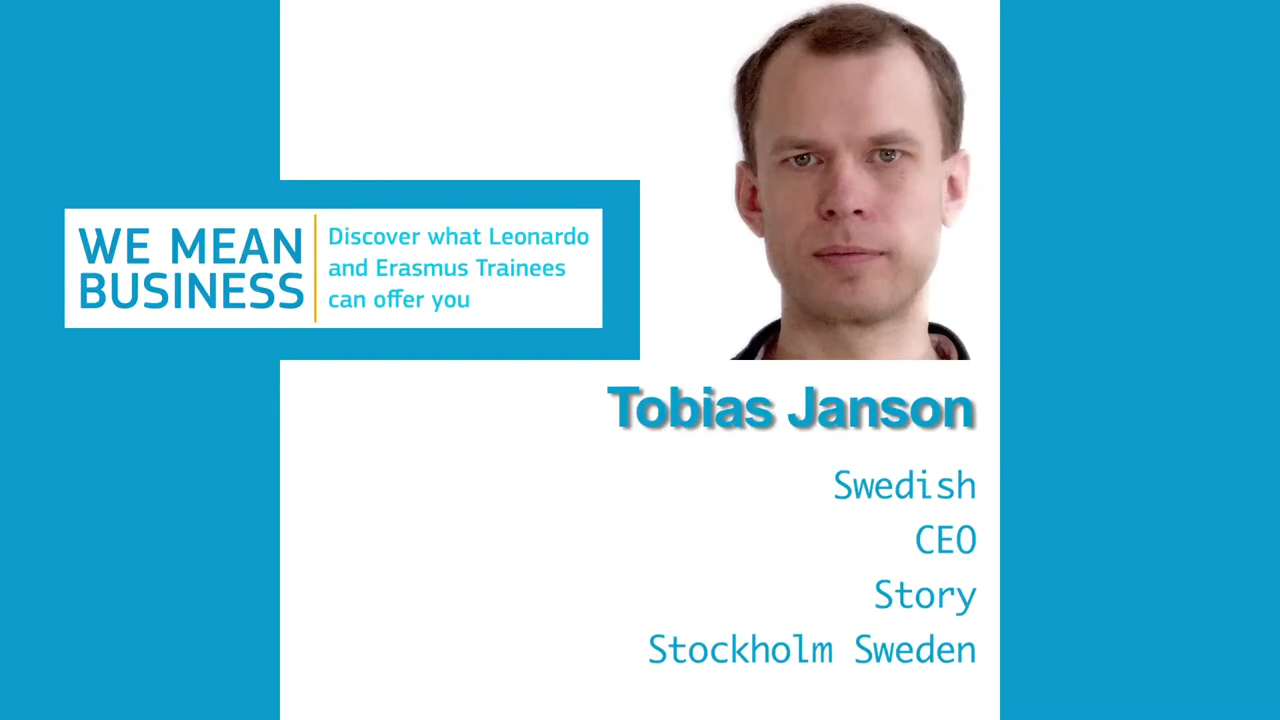 WE MEAN
BUSINESS
Discover what Leonardo
and Erasmus Trainees
can offer you
Tobias Janson
Swedish
CEO
Story
Stockholm Sweden